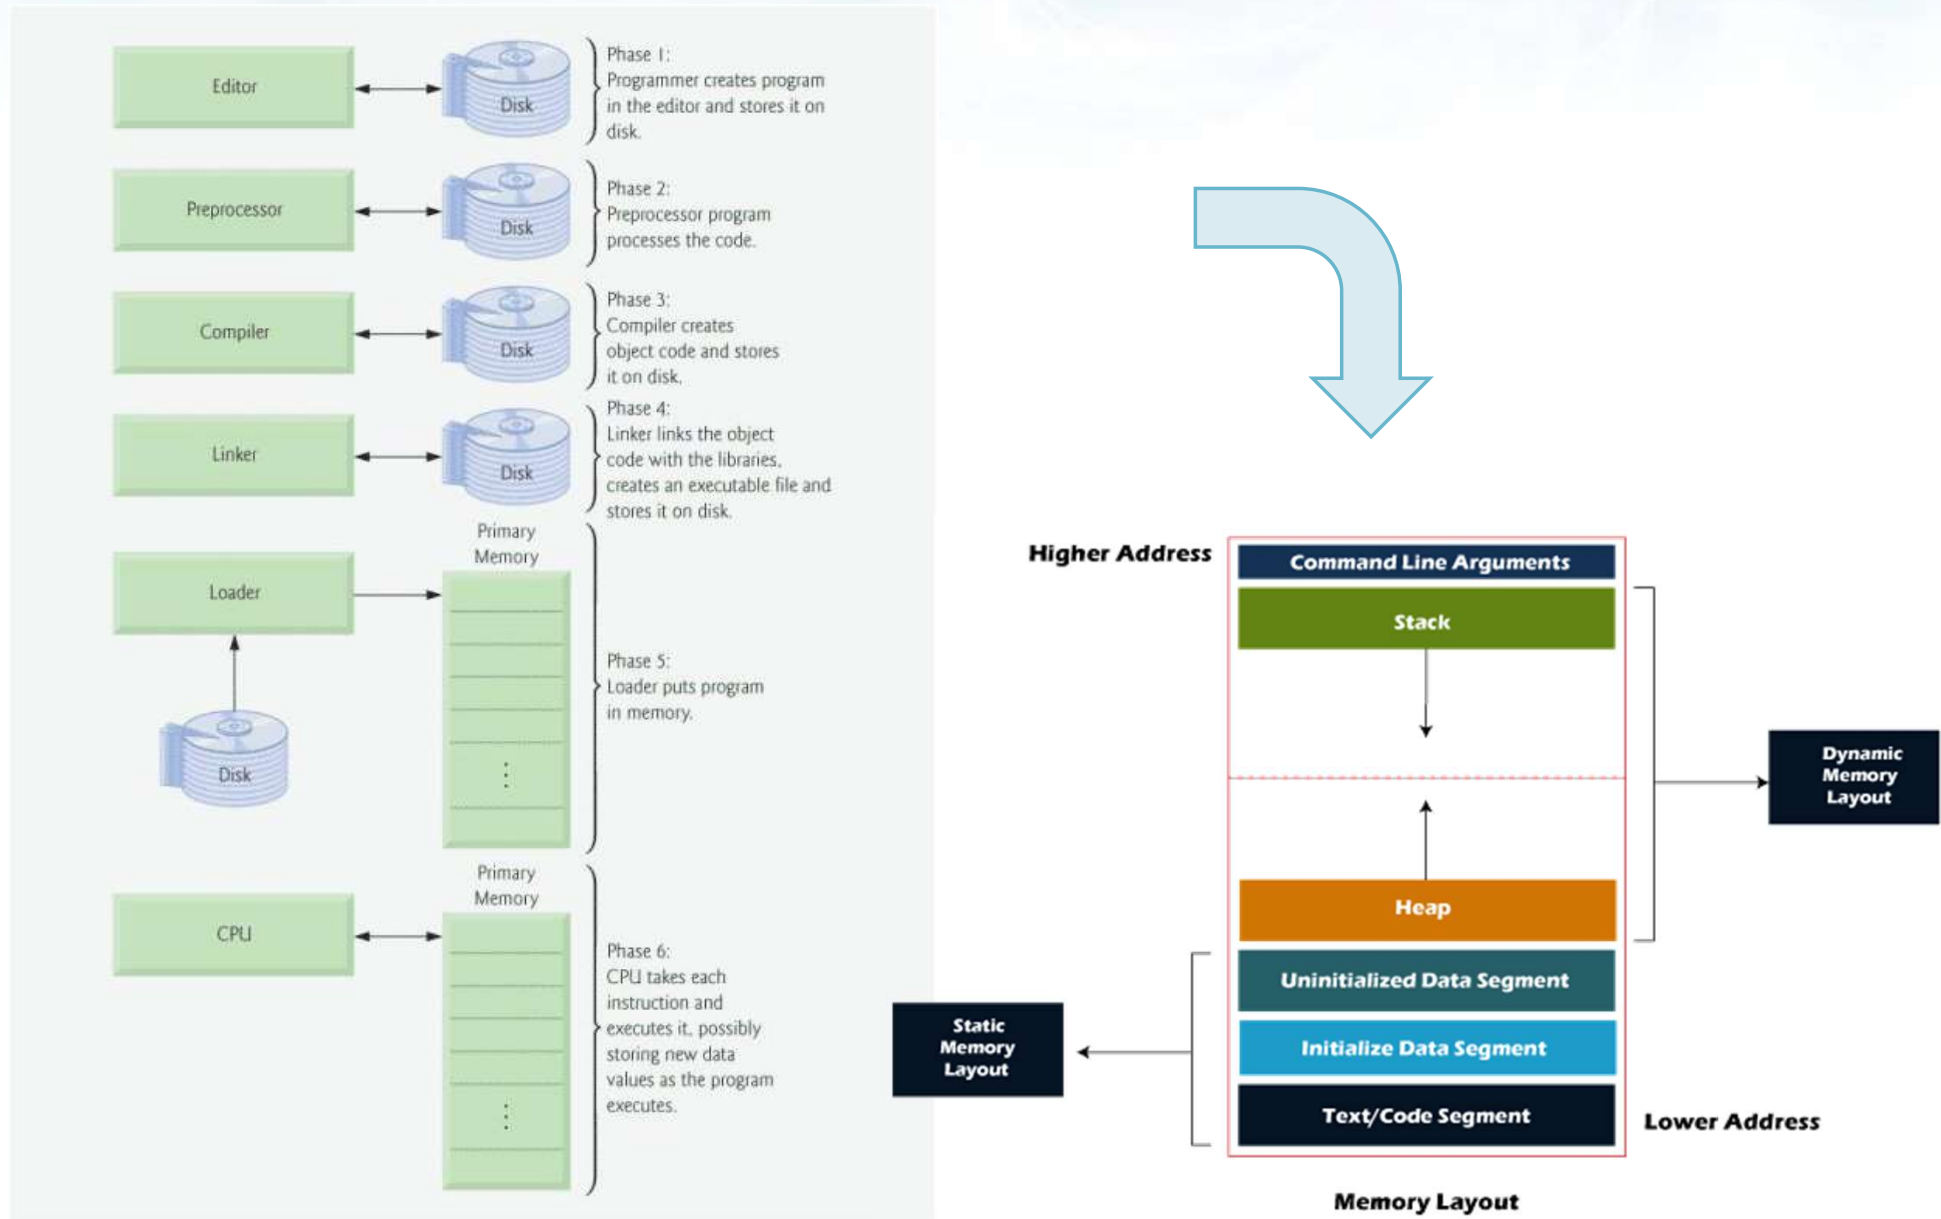 Editor
Disk
Phase 1:
Programmer creates program
in the editor and stores it on
disk.
Preprocessor
Disk
Phase 2:
Preprocessor program
processes the code.
Compiler
Disk
Phase 3:
Compiler creates
object code and stores
it on disk.
Linker
Disk
Phase 4:
Linker links the object
code with the libraries,
creates an executable file and
stores it on disk.
Loader
Disk
Primary
Memory
Phase 5:
Loader puts program
in memory.
CPU
Primary
Memory
Phase 6:
CPU takes each
instruction and
executes it, possibly
storing new data
values as the program
executes.
Higher Address
Command Line Arguments
Stack
Heap
Uninitialized Data Segment
Initialize Data Segment
Text/Code Segment
Dynamic
Memory
Layout
Static
Memory
Layout
Lower Address
Memory Layout